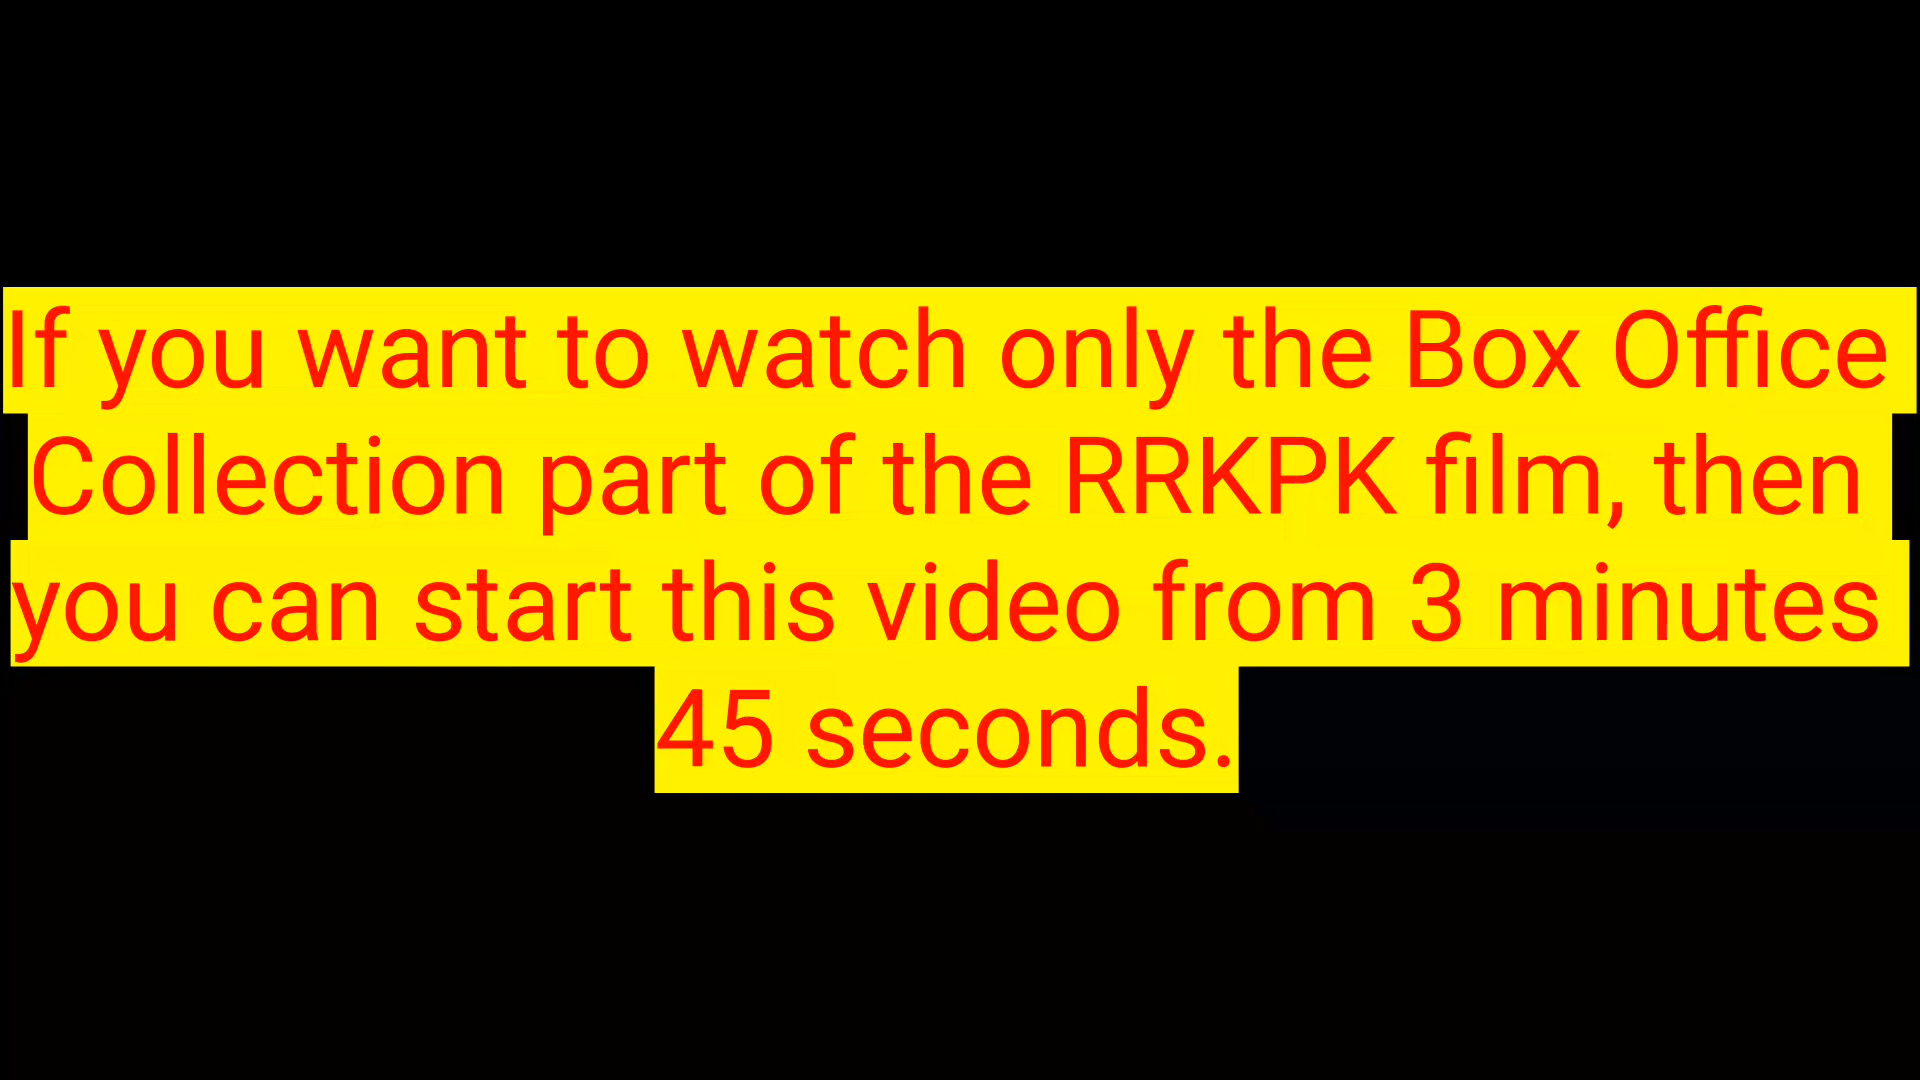 If you want to watch only the Box Office
Collection part of the RRKPK film, then
you can start this video from 3 minutes
45 seconds.